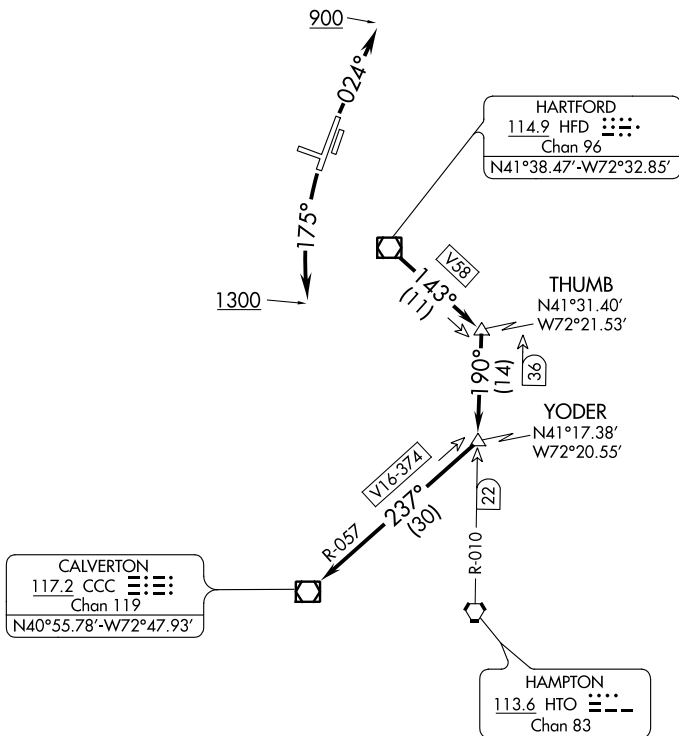 900
024°
175°
1300
HARTFORD
114.9 HFD
Chan 96
N41°38.47'-W72°32.85'
V58
143°
(11)
THUMB
N41°31.40'
W72°21.53'
36
190°
(14)
YODER
N41°17.38'
W72°20.55'
V16-374
237°
(30)
R-057
22
R-010
CALVERTON
117.2 CCC
Chan 119
N40°55.78'-W72°47.93'
HAMPTON
113.6 HTO
Chan 83